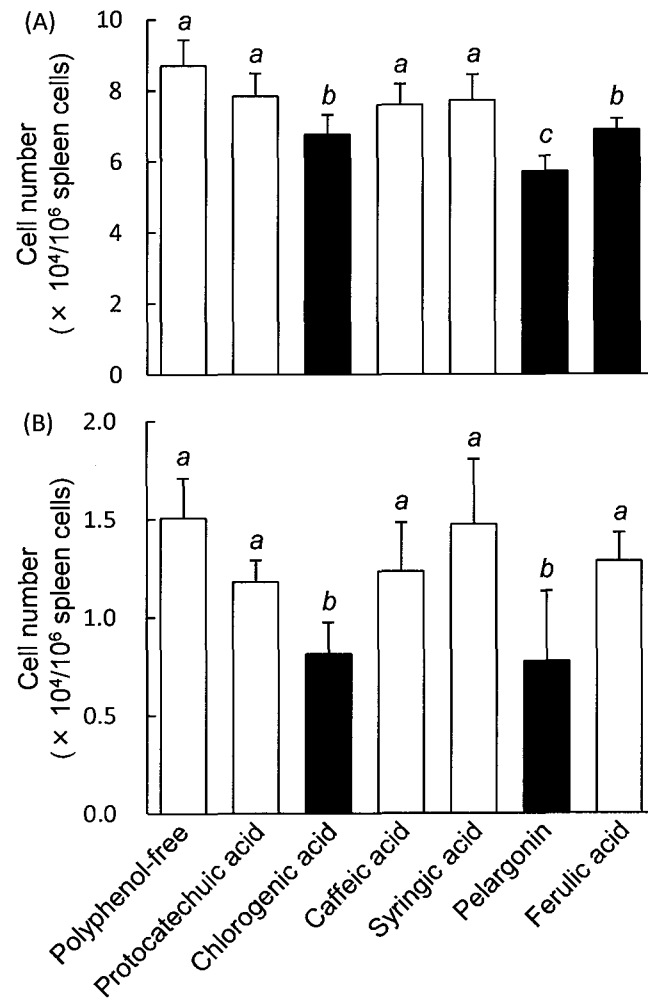 (A)
Cell number
( × 10⁴/10⁶ spleen cells)
10
8
6
4
2
0
a
a
b
a
a
c
b
(B)
Cell number
( × 10⁴/10⁶ spleen cells)
2.0
1.5
1.0
0.5
0.0
a
a
b
a
a
b
a
Polyphenol-free
Protocatechuic acid
Chlorogenic acid
Caffeic acid
Syringic acid
Pelargonin
Ferulic acid